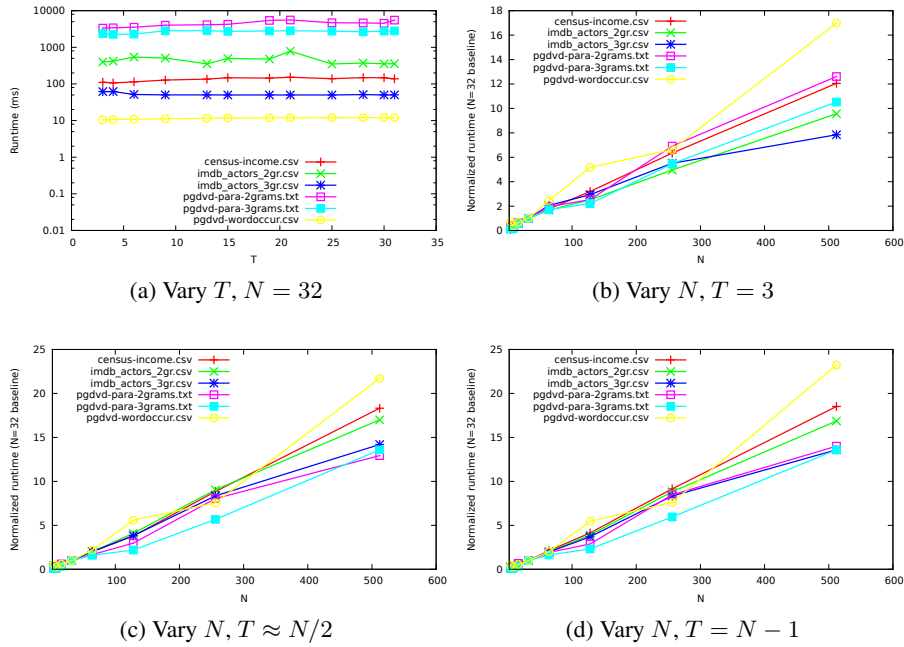 10000
1000
100
10
1
0.1
0.01
Runtime (ms)
census-income.csv
imdb_actors_2gr.csv
imdb_actors_3gr.csv
pgdvd-para-2grams.txt
pgdvd-para-3grams.txt
pgdvd-wordoccur.csv
0 5 10 15 20 25 30 35
T
(a) Vary T, N = 32
18
16
14
12
10
8
6
4
2
0
Normalized runtime (N=32 baseline)
census-income.csv
imdb_actors_2gr.csv
imdb_actors_3gr.csv
pgdvd-para-2grams.txt
pgdvd-para-3grams.txt
pgdvd-wordoccur.csv
100 200 300 400 500 600
N
(b) Vary N, T = 3
25
20
15
10
5
0
Normalized runtime (N=32 baseline)
census-income.csv
imdb_actors_2gr.csv
imdb_actors_3gr.csv
pgdvd-para-2grams.txt
pgdvd-para-3grams.txt
pgdvd-wordoccur.csv
100 200 300 400 500 600
N
(c) Vary N, T ≈ N/2
25
20
15
10
5
0
Normalized runtime (N=32 baseline)
census-income.csv
imdb_actors_2gr.csv
imdb_actors_3gr.csv
pgdvd-para-2grams.txt
pgdvd-para-3grams.txt
pgdvd-wordoccur.csv
100 200 300 400 500 600
N
(d) Vary N, T = N − 1